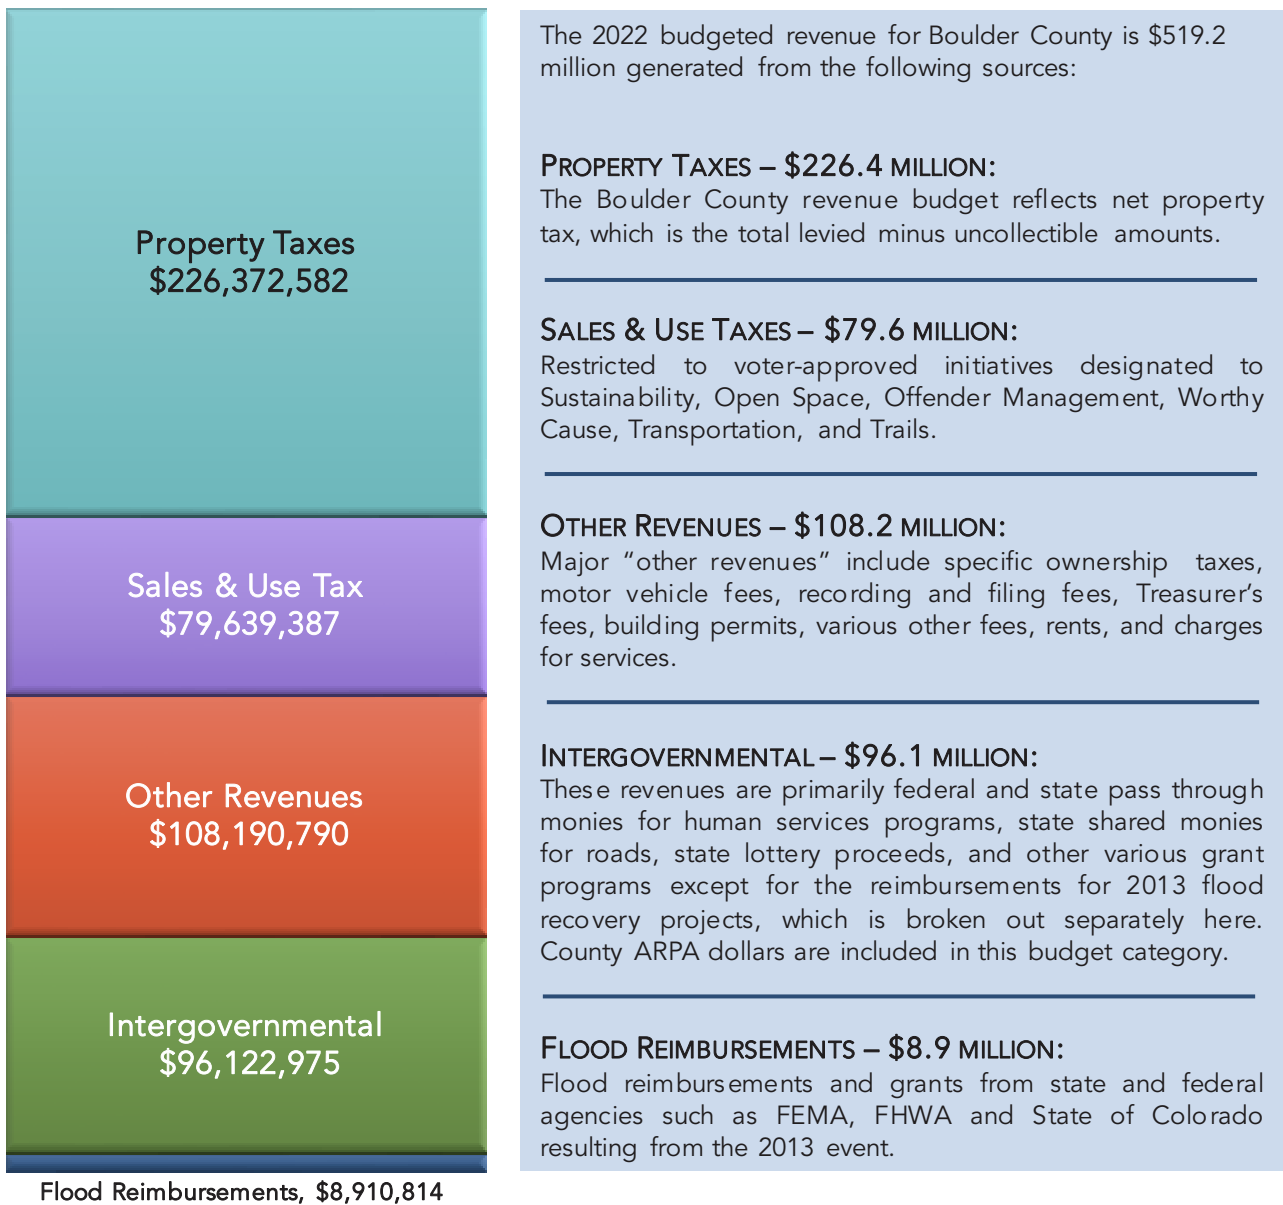 Property Taxes
$226,372,582
Sales & Use Tax
$79,639,387
Other Revenues
$108,190,790
Intergovernmental
$96,122,975
Flood Reimbursements, $8,910,814
The 2022 budgeted revenue for Boulder County is $519.2
million generated from the following sources:
PROPERTY TAXES – $226.4 MILLION:
The Boulder County revenue budget reflects net property
tax, which is the total levied minus uncollectible amounts.
SALES & USE TAXES – $79.6 MILLION:
Restricted to voter-approved initiatives designated to
Sustainability, Open Space, Offender Management, Worthy
Cause, Transportation, and Trails.
OTHER REVENUES – $108.2 MILLION:
Major “other revenues” include specific ownership taxes,
motor vehicle fees, recording and filing fees, Treasurer’s
fees, building permits, various other fees, rents, and charges
for services.
INTERGOVERNMENTAL – $96.1 MILLION:
These revenues are primarily federal and state pass through
monies for human services programs, state shared monies
for roads, state lottery proceeds, and other various grant
programs except for the reimbursements for 2013 flood
recovery projects, which is broken out separately here.
County ARPA dollars are included in this budget category.
FLOOD REIMBURSEMENTS – $8.9 MILLION:
Flood reimbursements and grants from state and federal
agencies such as FEMA, FHWA and State of Colorado
resulting from the 2013 event.